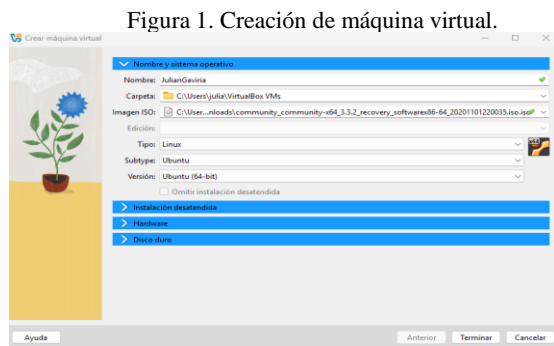 Figura 1. Creación de máquina virtual.
Crear máquina virtual
Nombre y sistema operativo
Nombre: JulianGaviria
Carpeta: C:\Users\julia\VirtualBox VMs
Imagen ISO: C:\User...nloads\community_community-x64_3.3.2_recovery_softwarex86-64_20201101220035.iso.iso
Edición:
Tipo: Linux
Subtype: Ubuntu
Versión: Ubuntu (64-bit)
Omitir instalación desatendida
Instalación desatendida
Hardware
Disco duro
Ayuda
Anterior
Terminar
Cancelar